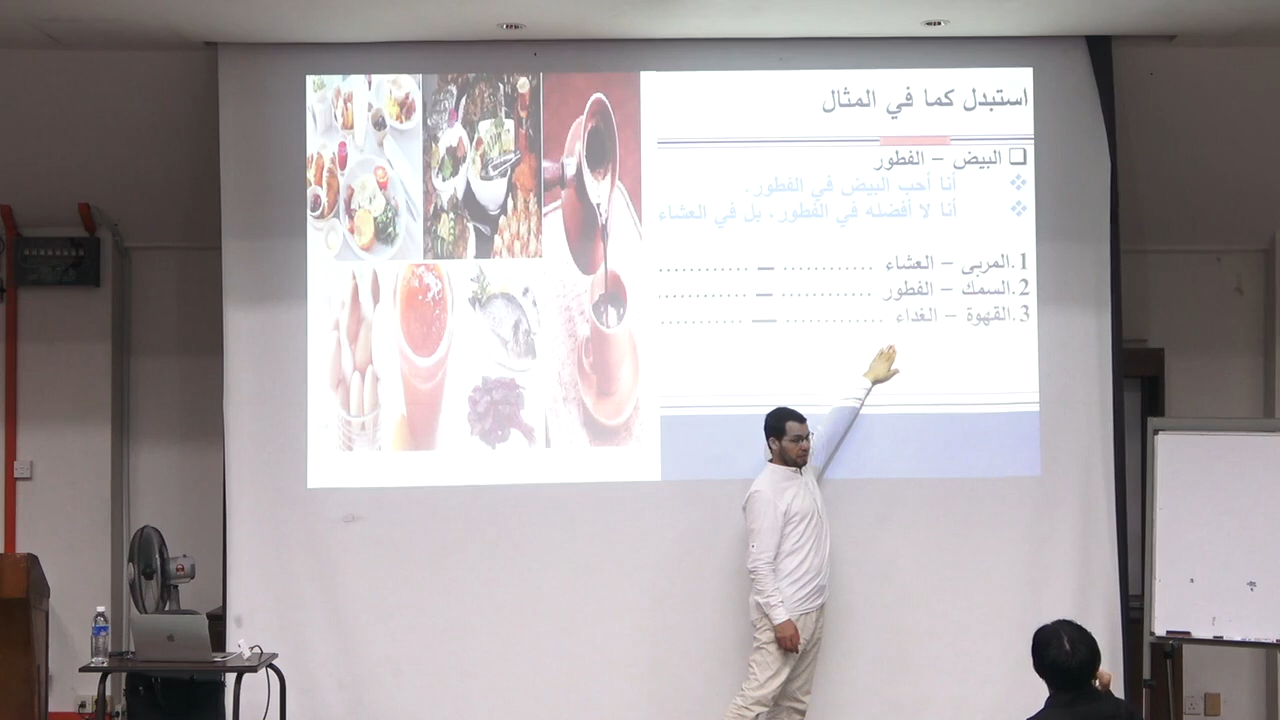 استبدل كما في المثال
❑ البيض – الفطور
❖ أنا أحب البيض في الفطور.
❖ أنا لا أفضله في الفطور، بل في العشاء
1.المربى – العشاء ............ – ............
2.السمك – الفطور ............ – ............
3.القهوة – الغداء ............ – ............